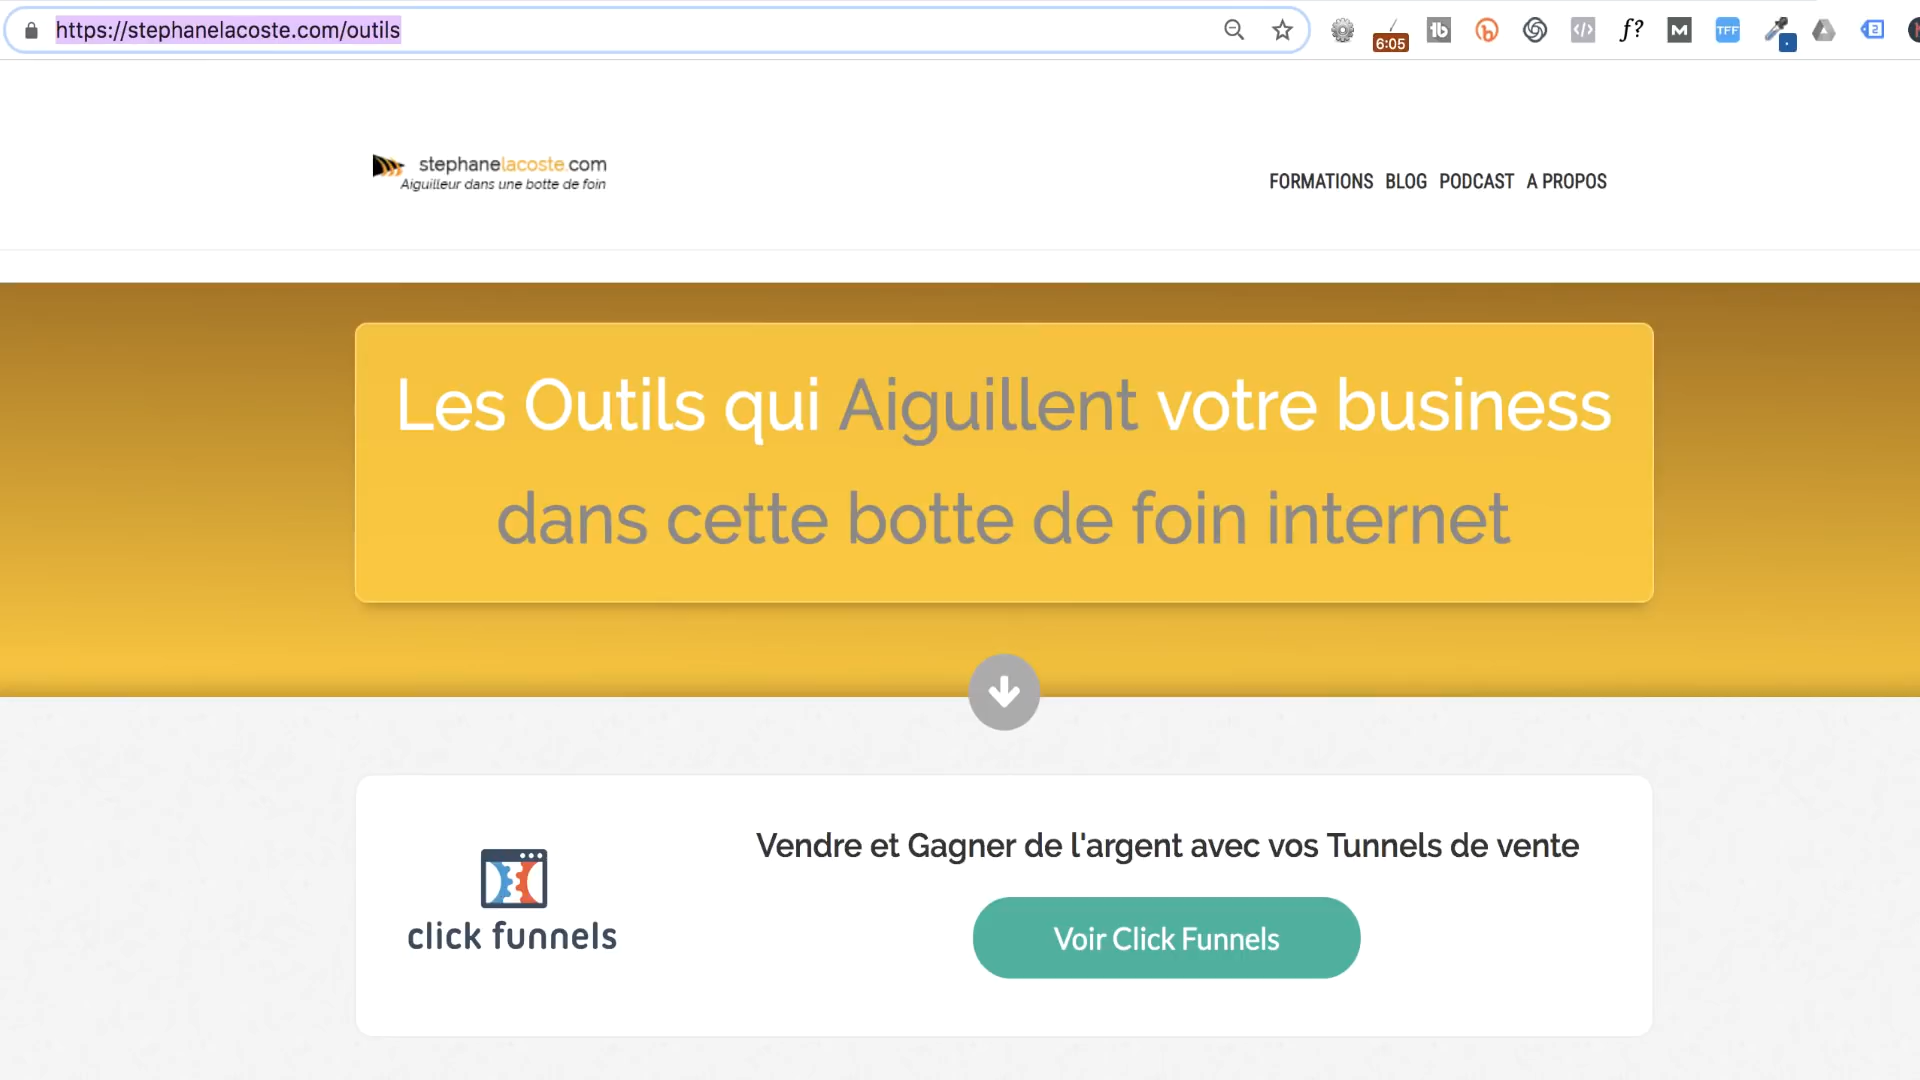 https://stephanelacoste.com/outils
6:05
f?
M
TFF
2
stephanelacoste.com
Aiguilleur dans une botte de foin
FORMATIONS BLOG PODCAST A PROPOS
Les Outils qui Aiguillent votre business
dans cette botte de foin internet
Vendre et Gagner de l'argent avec vos Tunnels de vente
click funnels
Voir Click Funnels